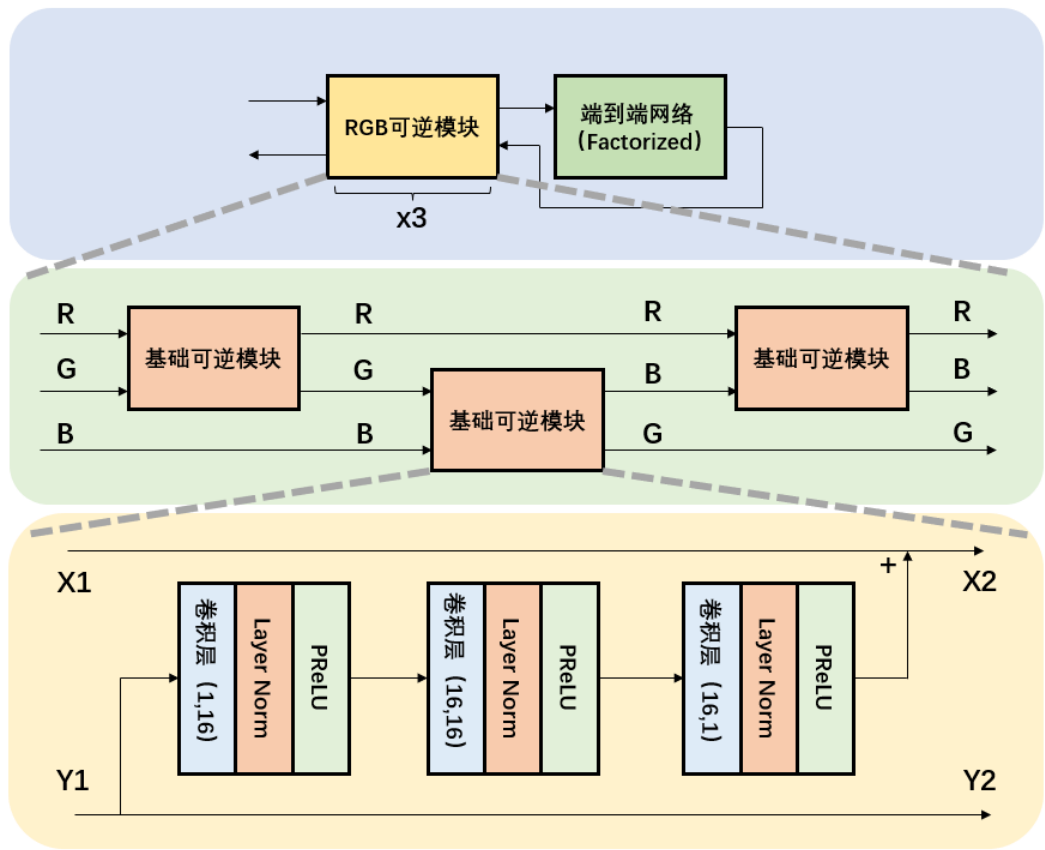 RGB可逆模块
端到端网络
（Factorized）
x3
R
R
R
R
基础可逆模块
基础可逆模块
G
G
B
B
基础可逆模块
B
B
G
G
X1
+
X2
卷积层（1,16）
Layer Norm
PReLU
卷积层（16,16）
Layer Norm
PReLU
卷积层（16,1）
Layer Norm
PReLU
Y1
Y2